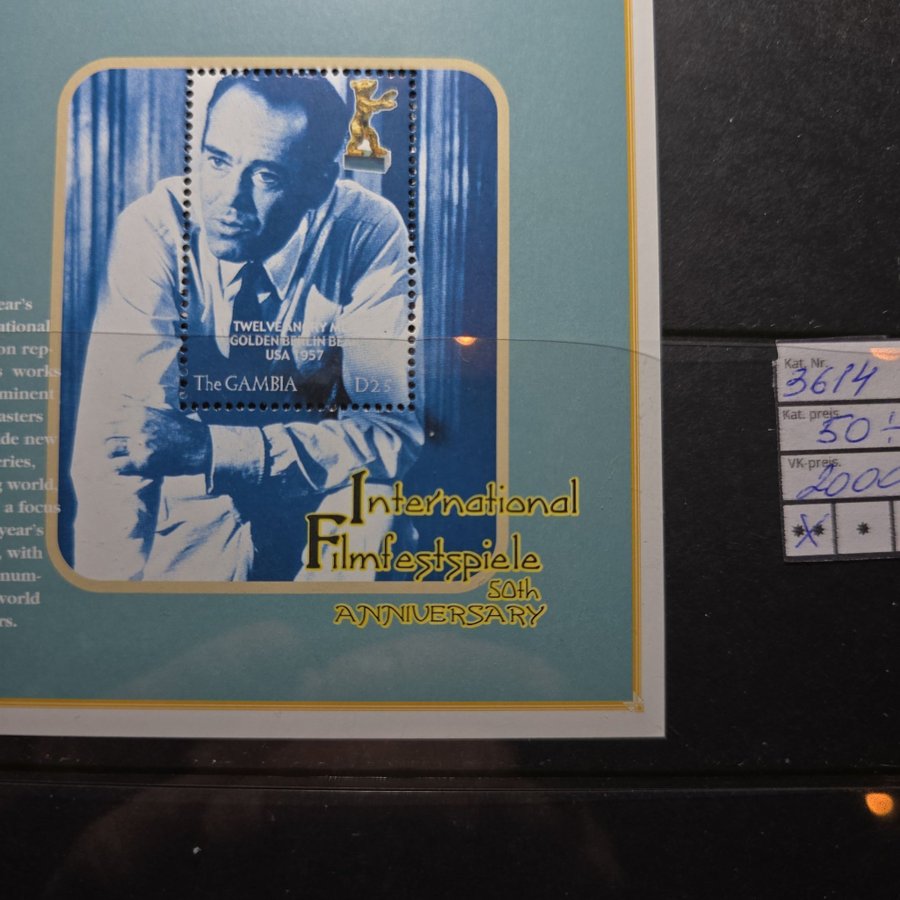 ear's
ational
on rep-
s works
minent
asters
de new
eries,
g world,
a focus
year's
, with
num-
world
rs.
TWELVE ANGRY ME
GOLDEN BERLIN BEA
USA 1957
The GAMBIA D25
International
Filmfestspiele
50th
ANNIVERSARY
Kat. Nr.
3614
Kat. preis
50
VK-preis.
2000
** *